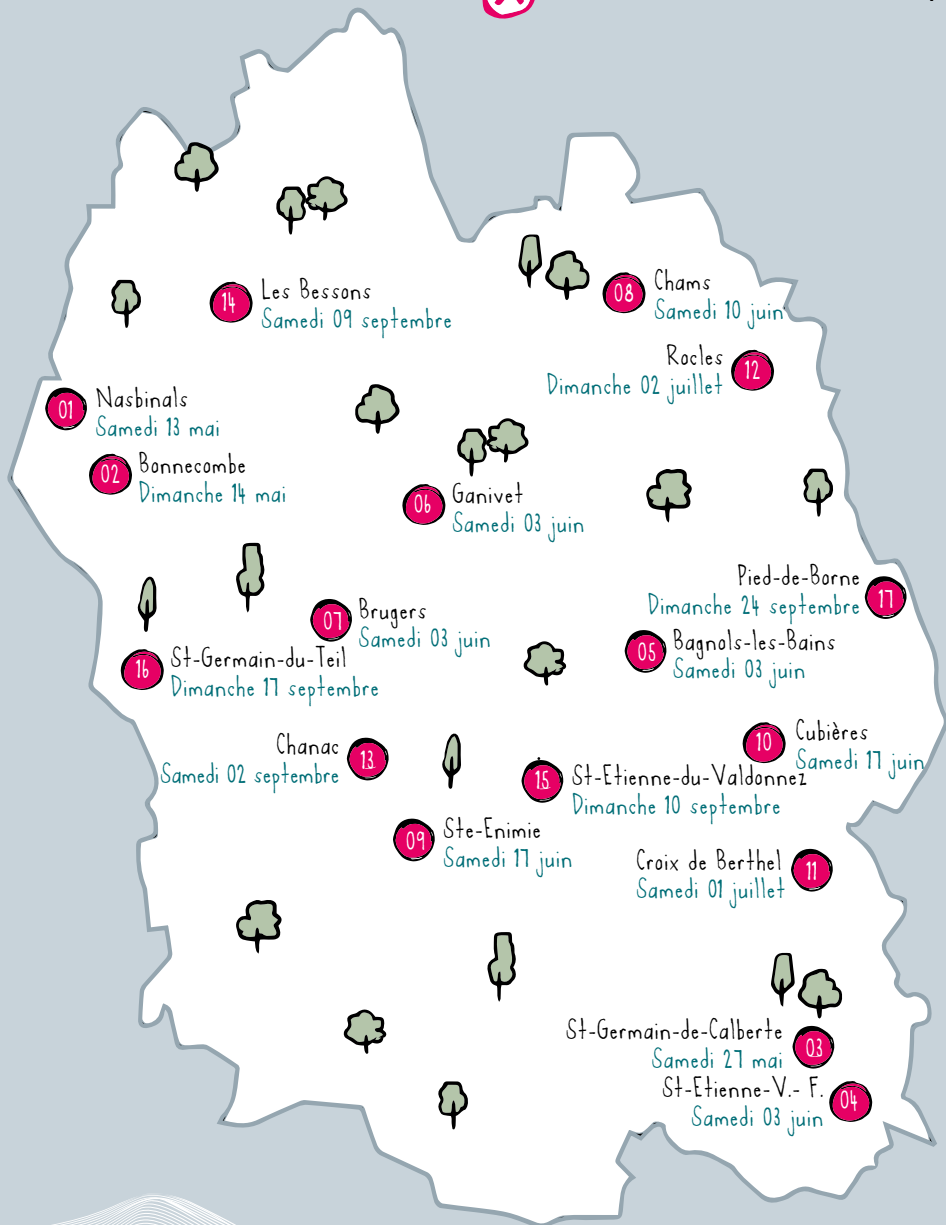 08
Chams
Samedi 10 juin
14
Les Bessons
Samedi 09 septembre
Rocles
12
Dimanche 02 juillet
01
Nasbinals
Samedi 13 mai
02
Bonnecombe
Dimanche 14 mai
06
Ganivet
Samedi 03 juin
Pied-de-Borne
17
Dimanche 24 septembre
07
Brugers
Samedi 03 juin
05
Bagnols-les-Bains
Samedi 03 juin
16
St-Germain-du-Teil
Dimanche 17 septembre
10
Cubières
Samedi 17 juin
Chanac
13
Samedi 02 septembre
15
St-Etienne-du-Valdonnez
Dimanche 10 septembre
09
Ste-Enimie
Samedi 17 juin
Croix de Berthel
11
Samedi 01 juillet
St-Germain-de-Calberte
03
Samedi 27 mai
St-Etienne-V.- F.
04
Samedi 03 juin